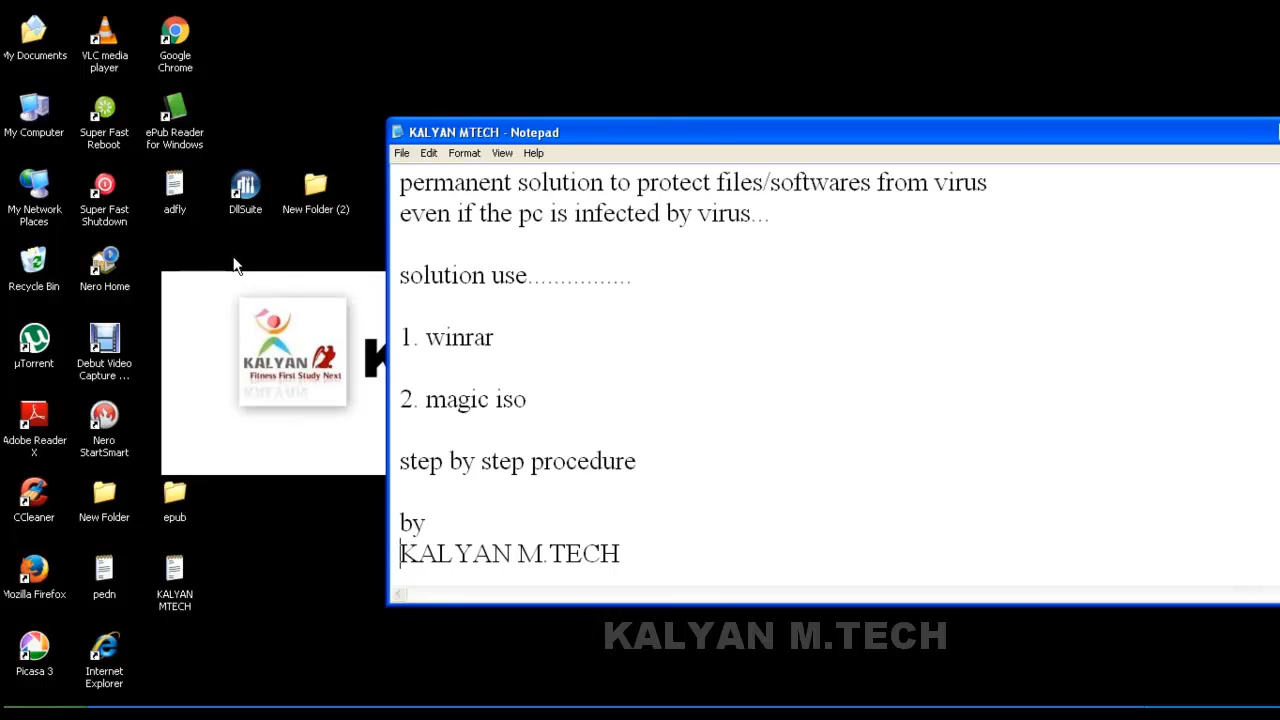 My Documents
VLC media
player
Google
Chrome
My Computer
Super Fast
Reboot
ePub Reader
for Windows
My Network
Places
Super Fast
Shutdown
adfly
DllSuite
New Folder (2)
Recycle Bin
Nero Home
µTorrent
Debut Video
Capture ...
Adobe Reader
X
Nero
StartSmart
CCleaner
New Folder
epub
Mozilla Firefox
pedn
KALYAN
MTECH
Picasa 3
Internet
Explorer
KALYAN
Fitness First Study Next
K
KALYAN MTECH - Notepad
File Edit Format View Help
permanent solution to protect files/softwares from virus
even if the pc is infected by virus...
solution use................
1. winrar
2. magic iso
step by step procedure
by
KALYAN M.TECH
KALYAN M.TECH